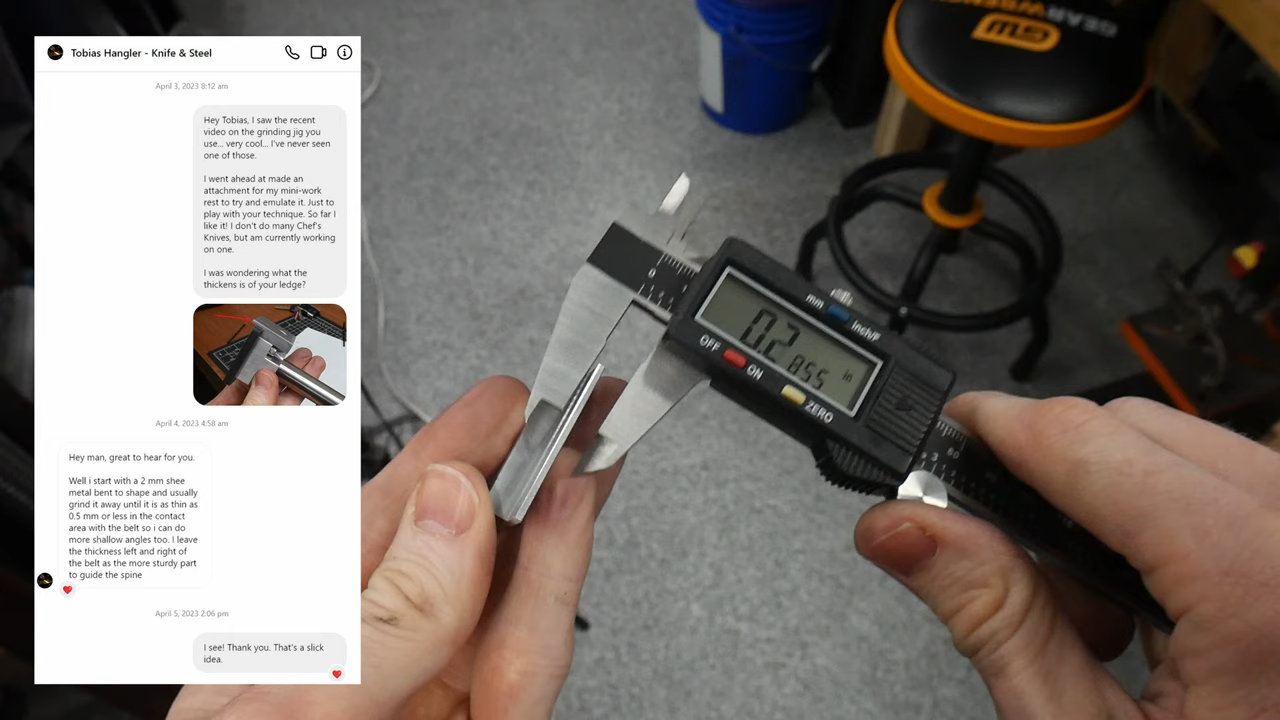 Tobias Hangler - Knife & Steel
April 3, 2023 8:12 am
Hey Tobias, I saw the recent
video on the grinding jig you
use... very cool... I've never seen
one of those.
I went ahead at made an
attachment for my mini-work
rest to try and emulate it. Just to
play with your technique. So far I
like it! I don't do many Chef's
Knives, but am currently working
on one.
I was wondering what the
thickens is of your ledge?
April 4, 2023 4:58 am
Hey man, great to hear for you.
Well i start with a 2 mm shee
metal bent to shape and usually
grind it away until it is as thin as
0.5 mm or less in the contact
area with the belt so i can do
more shallow angles too. I leave
the thickness left and right of
the belt as the more sturdy part
to guide the spine
April 5, 2023 2:06 pm
I see! Thank you. That's a slick
idea.
GEARWRENCH
GW
0
0
mm
inch/F
0.2855 in
OFF
ON
ZERO